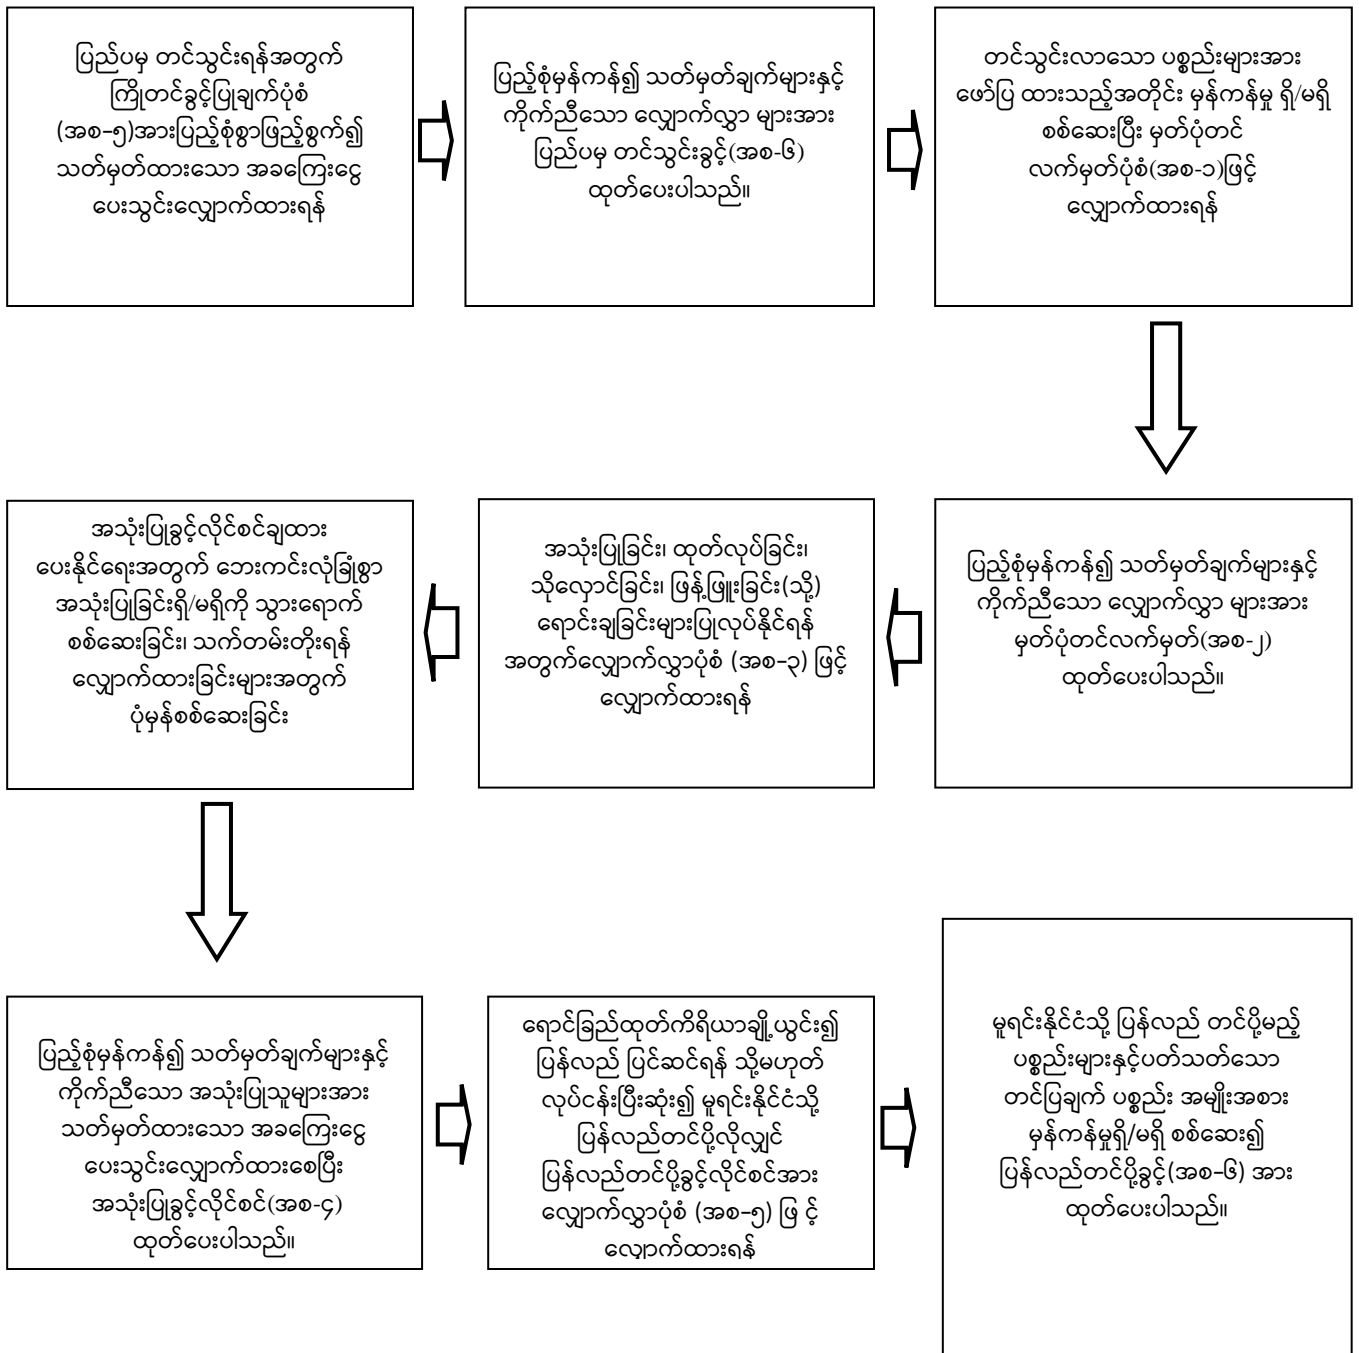 ပြည်ပမှ တင်သွင်းရန်အတွက်
ကြိုတင်ခွင့်ပြုချက်ပုံစံ
(အစ-၅)အားပြည့်စုံစွာဖြည့်စွက်၍
သတ်မှတ်ထားသော အခကြေးငွေ
ပေးသွင်းလျှောက်ထားရန်
ပြည့်စုံမှန်ကန်၍ သတ်မှတ်ချက်များနှင့်
ကိုက်ညီသော လျှောက်လွှာ များအား
ပြည်ပမှ တင်သွင်းခွင့်(အစ-၆)
ထုတ်ပေးပါသည်။
တင်သွင်းလာသော ပစ္စည်းများအား
ဖော်ပြ ထားသည့်အတိုင်း မှန်ကန်မှု ရှိ/မရှိ
စစ်ဆေးပြီး မှတ်ပုံတင်
လက်မှတ်ပုံစံ(အစ-၁)ဖြင့်
လျှောက်ထားရန်
ပြည့်စုံမှန်ကန်၍ သတ်မှတ်ချက်များနှင့်
ကိုက်ညီသော လျှောက်လွှာ များအား
မှတ်ပုံတင်လက်မှတ်(အစ-၂)
ထုတ်ပေးပါသည်။
အသုံးပြုခြင်း၊ ထုတ်လုပ်ခြင်း၊
သိုလှောင်ခြင်း၊ ဖြန့်ဖြူးခြင်း(သို့)
ရောင်းချခြင်းများပြုလုပ်နိုင်ရန်
အတွက်လျှောက်လွှာပုံစံ (အစ-၃) ဖြင့်
လျှောက်ထားရန်
အသုံးပြုခွင့်လိုင်စင်ချထား
ပေးနိုင်ရေးအတွက် ဘေးကင်းလုံခြုံစွာ
အသုံးပြုခြင်းရှိ/မရှိကို သွားရောက်
စစ်ဆေးခြင်း၊ သက်တမ်းတိုးရန်
လျှောက်ထားခြင်းများအတွက်
ပုံမှန်စစ်ဆေးခြင်း
ပြည့်စုံမှန်ကန်၍ သတ်မှတ်ချက်များနှင့်
ကိုက်ညီသော အသုံးပြုသူများအား
သတ်မှတ်ထားသော အခကြေးငွေ
ပေးသွင်းလျှောက်ထားစေပြီး
အသုံးပြုခွင့်လိုင်စင်(အစ-၄)
ထုတ်ပေးပါသည်။
ရောင်ခြည်ထုတ်ကိရိယာချို့ယွင်း၍
ပြန်လည် ပြင်ဆင်ရန် သို့မဟုတ်
လုပ်ငန်းပြီးဆုံး၍ မူရင်းနိုင်ငံသို့
ပြန်လည်တင်ပို့လိုလျှင်
ပြန်လည်တင်ပို့ခွင့်လိုင်စင်အား
လျှောက်လွှာပုံစံ (အစ-၅) ဖြ င့်
လျှောက်ထားရန်
မူရင်းနိုင်ငံသို့ ပြန်လည် တင်ပို့မည့်
ပစ္စည်းများနှင့်ပတ်သတ်သော
တင်ပြချက် ပစ္စည်း အမျိုးအစား
မှန်ကန်မှုရှိ/မရှိ စစ်ဆေး၍
ပြန်လည်တင်ပို့ခွင့်(အစ-၆) အား
ထုတ်ပေးပါသည်။